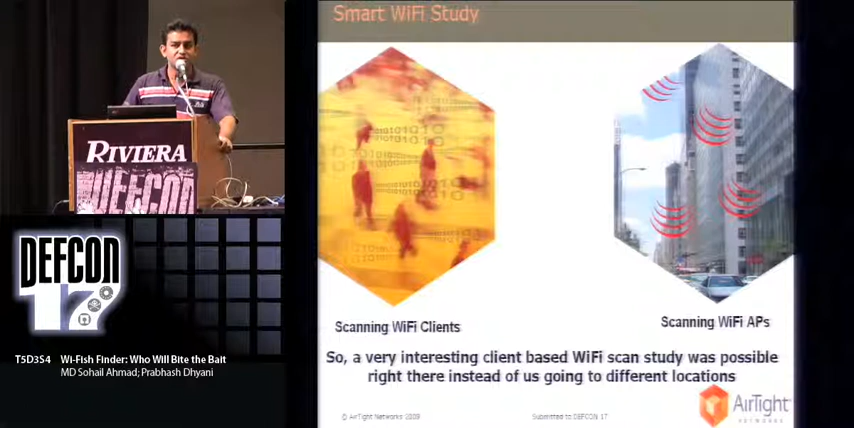 Smart WiFi Study
RIVIERA
DEFCON
Scanning WiFi Clients
Scanning WiFi APs
So, a very interesting client based WiFi scan study was possible
right there instead of us going to different locations
© AirTight Networks 2009
Submitted to DEFCON 17
AirTight
NETWORKS
DEFCON
17
T5D3S4 Wi-Fish Finder: Who Will Bite the Bait
MD Sohail Ahmad; Prabhash Dhyani